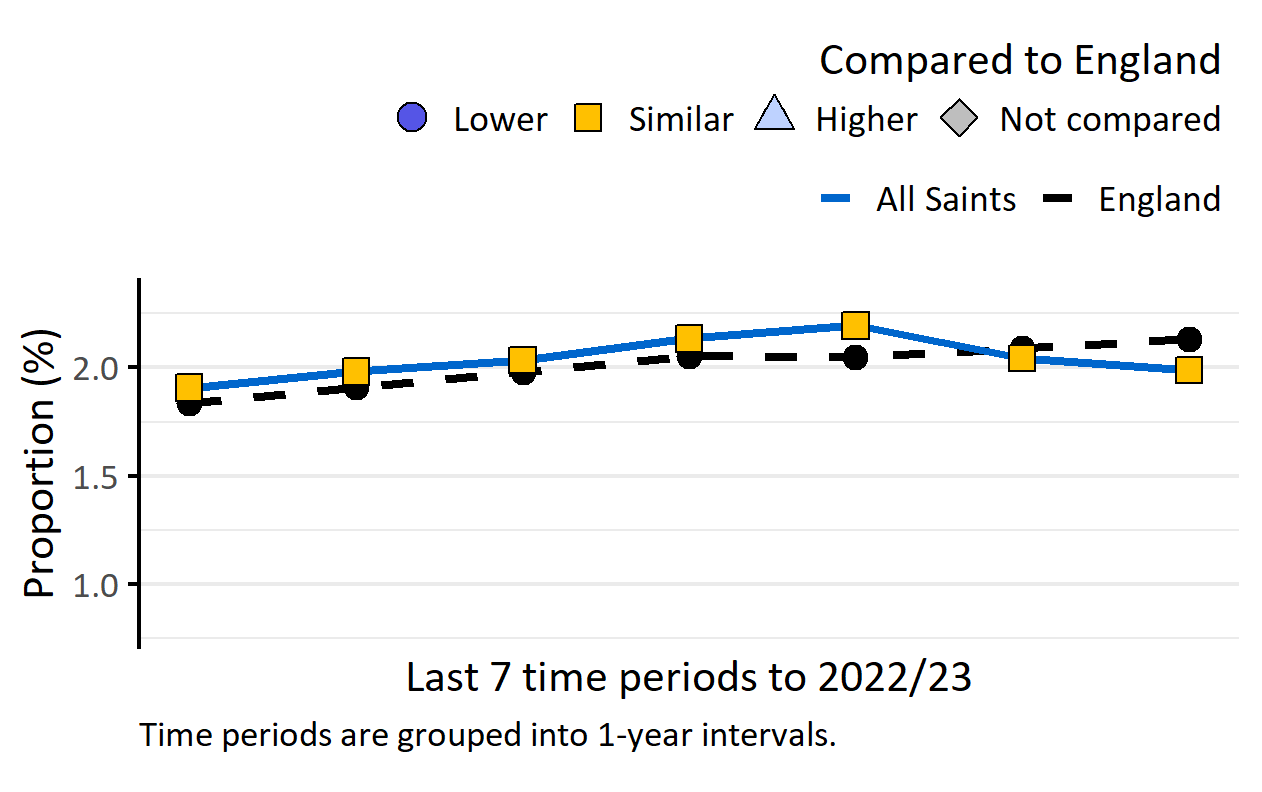 Compared to England
Lower Similar Higher Not compared
All Saints England
Proportion (%)
2.0
1.5
1.0
Last 7 time periods to 2022/23
Time periods are grouped into 1-year intervals.